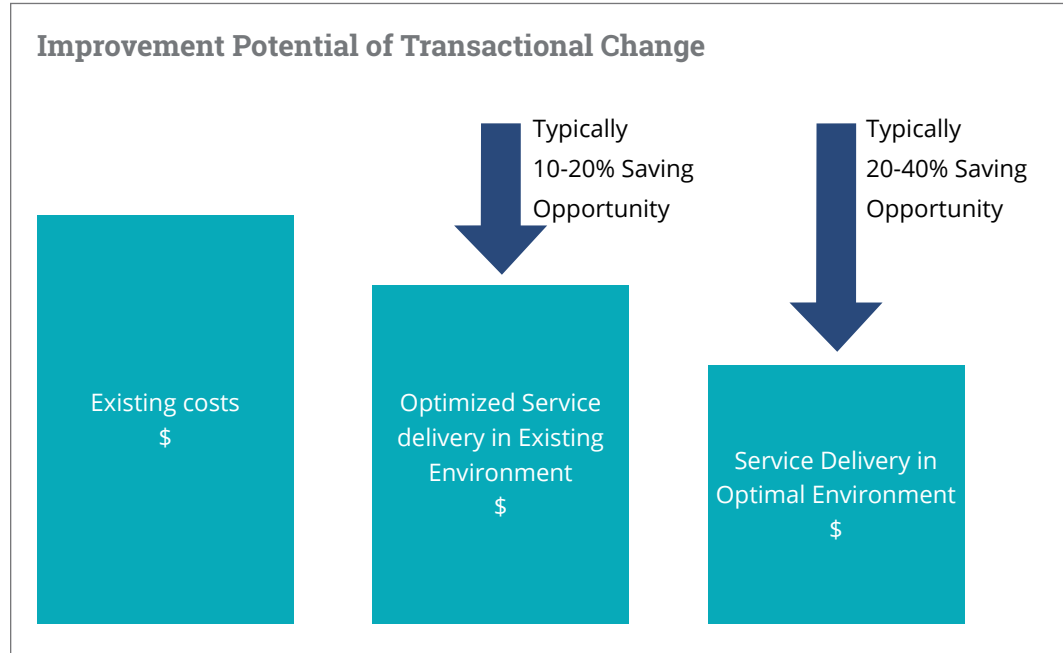 Improvement Potential of Transactional Change
Typically
10-20% Saving
Opportunity
Typically
20-40% Saving
Opportunity
Existing costs
$
Optimized Service
delivery in Existing
Environment
$
Service Delivery in
Optimal Environment
$